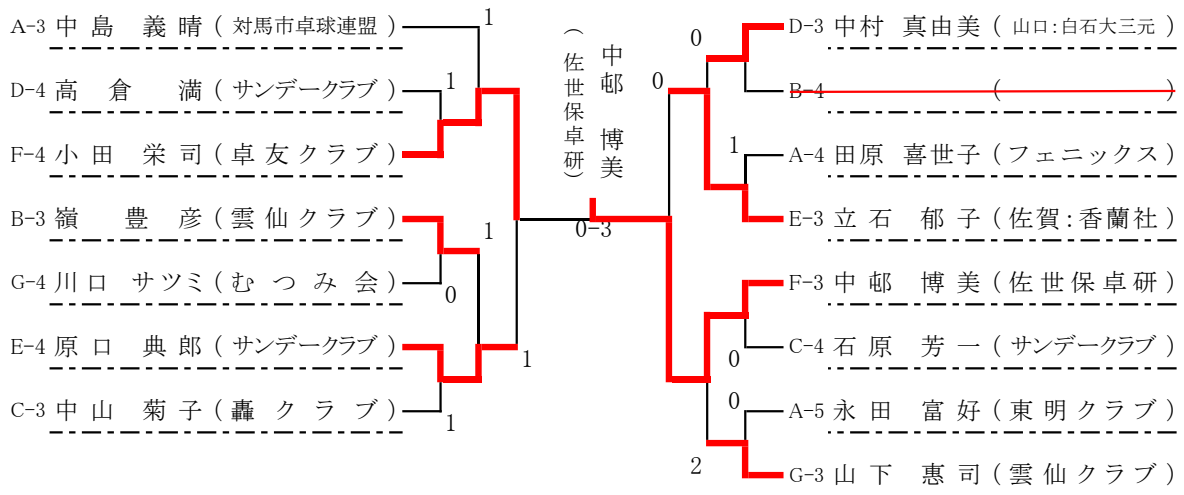 A-3 中島 義晴 ( 対馬市卓球連盟 )
1
D-4 高倉 満 ( サンデークラブ )
1
F-4 小田 栄司 ( 卓友クラブ )
B-3 嶺 豊彦 ( 雲仙クラブ )
1
G-4 川口 サツミ ( むつみ会 )
0
E-4 原口 典郎 ( サンデークラブ )
1
C-3 中山 菊子 ( 轟クラブ )
1
中邨 博美
(佐世保卓研)
0-3
D-3 中村 真由美 ( 山口:白石大三元 )
0
B-4 ( )
0
A-4 田原 喜世子 ( フェニックス )
1
E-3 立石 郁子 ( 佐賀:香蘭社 )
F-3 中邨 博美 ( 佐世保卓研 )
C-4 石原 芳一 ( サンデークラブ )
0
A-5 永田 富好 ( 東明クラブ )
0
G-3 山下 惠司 ( 雲仙クラブ )
2